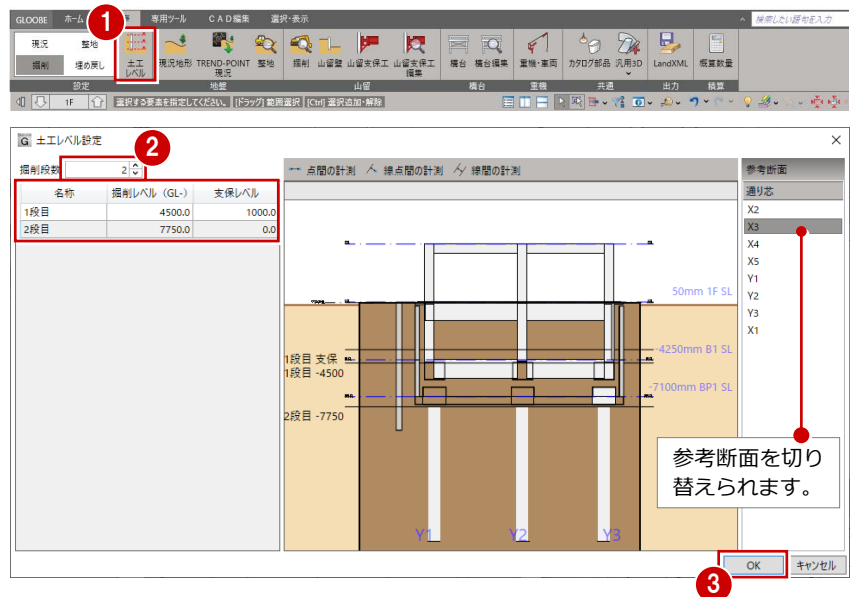 GLOOBE ホーム 専用ツール CAD編集 選択・表示 検索したい語句を入力
1
現況 整地 土工レベル 現況地形 TREND-POINT 現況 整地 掘削 山留壁 山留支保工 山留支保工編集 構台 構台編集 重機・車両 カタログ部品 汎用3D LandXML 概算数量
掘削 埋め戻し
設定 地盤 山留 構台 重機 共通 出力 積算
1F 選択する要素を指定してください。 [ドラッグ] 範囲選択 [Ctrl] 選択追加・解除
G 土工レベル設定
2
掘削段数 2
点間の計測 線点間の計測 線間の計測
参考断面
名称 掘削レベル（GL-） 支保レベル
1段目 4500.0 1000.0
2段目 7750.0 0.0
通り芯
X2
X3
X4
X5
Y1
Y2
Y3
X1
50mm 1F SL
-4250mm B1 SL
1段目 支保
1段目 -4500
-7100mm BP1 SL
2段目 -7750
Y1 Y2 Y3
参考断面を切り
替えられます。
OK キャンセル
3